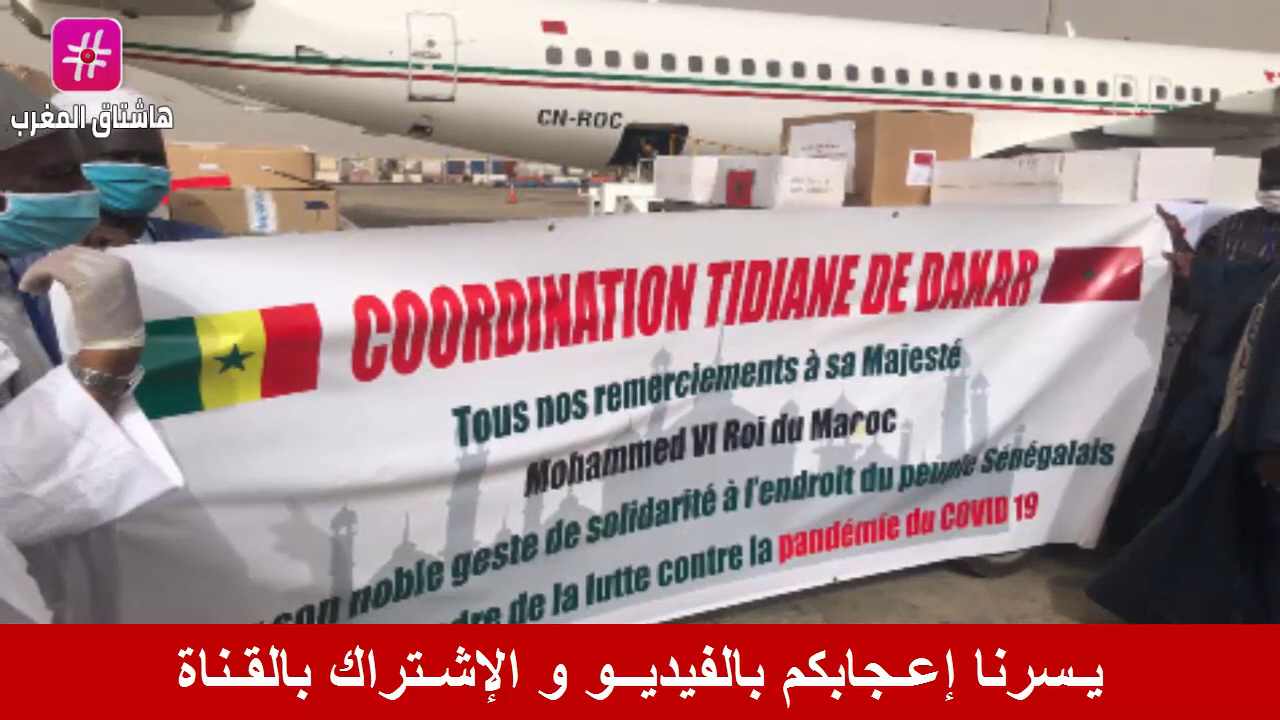 هاشتاق المغرب
CN-ROC
COORDINATION TIDIANE DE DAKAR
Tous nos remerciements à sa Majesté
Mohammed VI Roi du Maroc
son noble geste de solidarité à l'endroit du peuple Sénégalais
de la lutte contre la pandémie du COVID 19
يسرنا إعجابكم بالفيديو و الإشتراك بالقناة